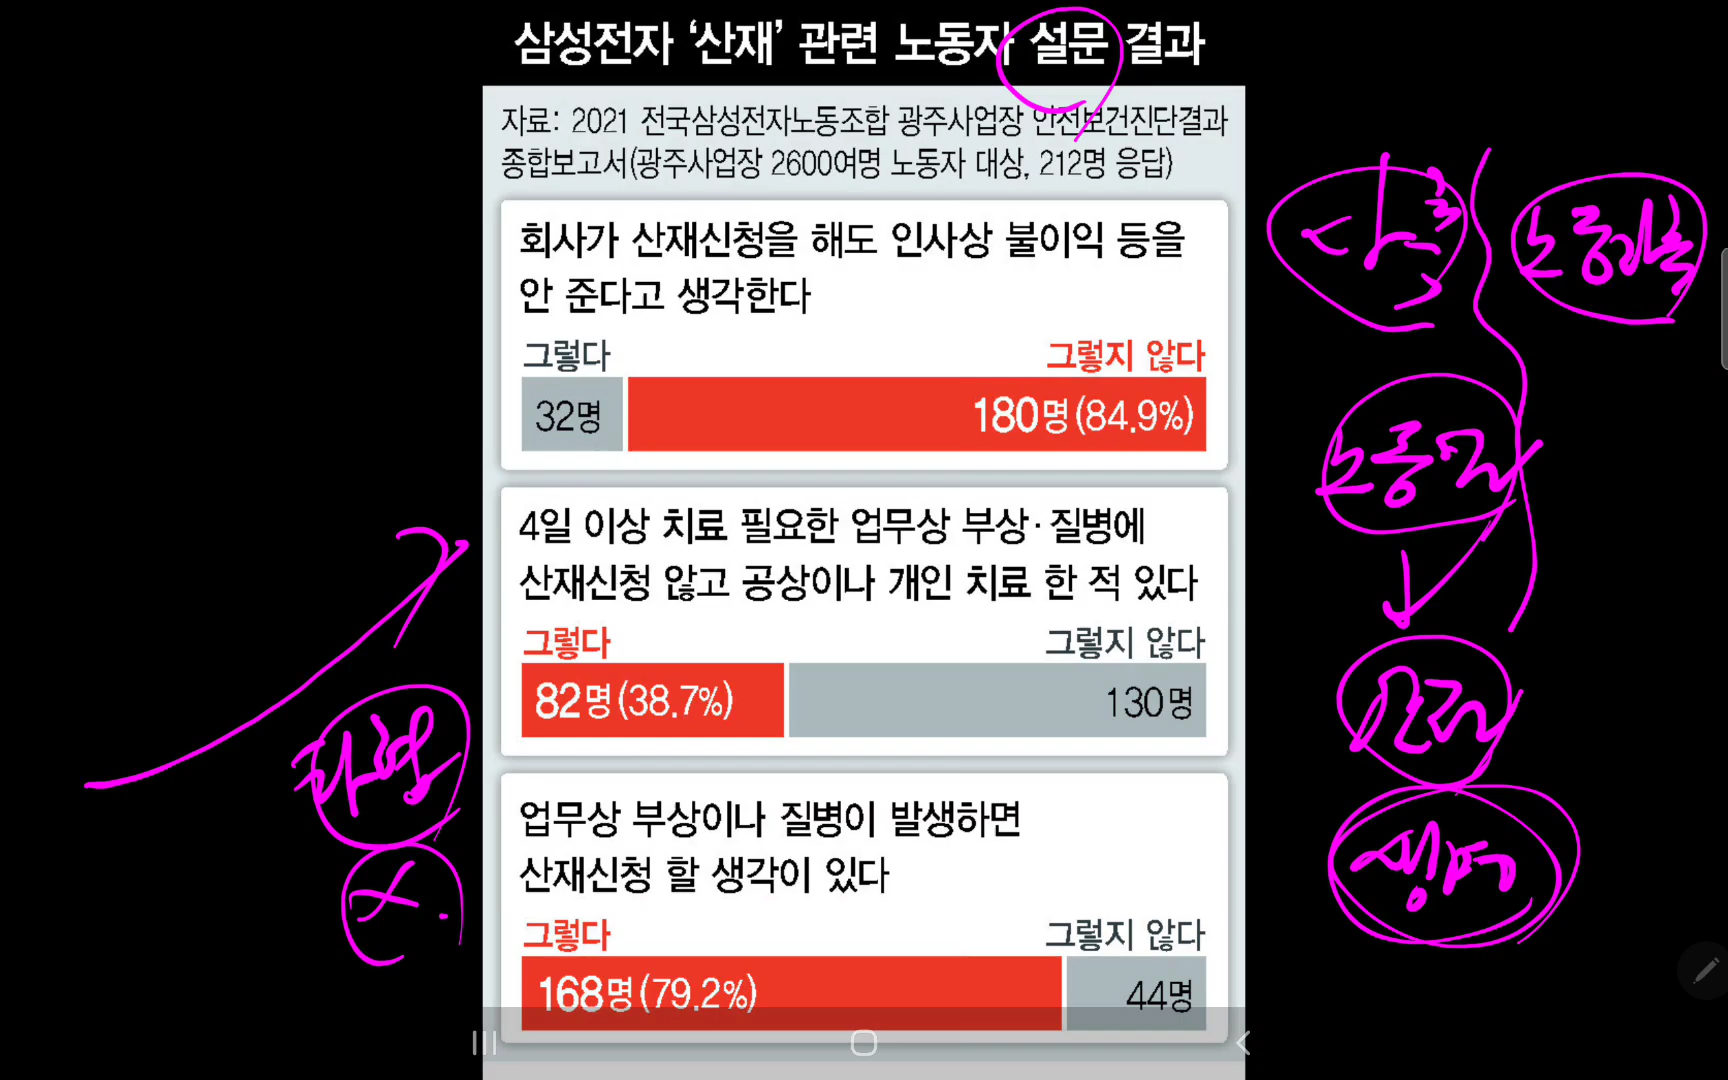 삼성전자 ‘산재’ 관련 노동자 설문 결과
자료: 2021 전국삼성전자노동조합 광주사업장 안전보건진단결과
종합보고서(광주사업장 2600여명 노동자 대상, 212명 응답)
회사가 산재신청을 해도 인사상 불이익 등을
안 준다고 생각한다
그렇다 그렇지 않다
32명 180명(84.9%)
4일 이상 치료 필요한 업무상 부상·질병에
산재신청 않고 공상이나 개인 치료 한 적 있다
그렇다 그렇지 않다
82명(38.7%) 130명
업무상 부상이나 질병이 발생하면
산재신청 할 생각이 있다
그렇다 그렇지 않다
168명(79.2%) 44명